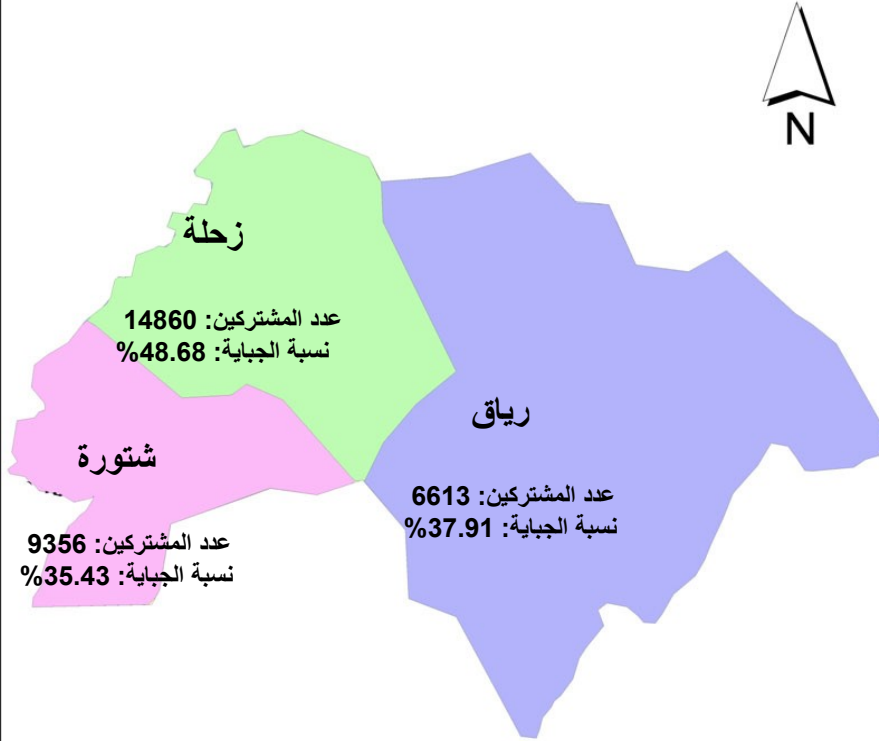 N
زحلة
عدد المشتركين: 14860
نسبة الجباية: 48.68%
رياق
عدد المشتركين: 6613
نسبة الجباية: 37.91%
شتورة
عدد المشتركين: 9356
نسبة الجباية: 35.43%